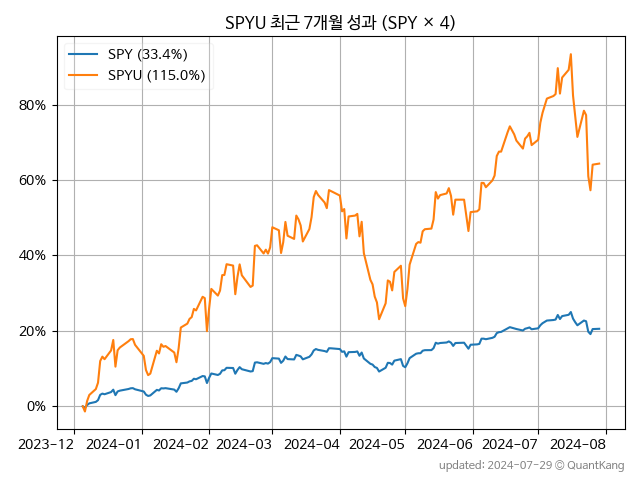 SPYU 최근 7개월 성과 (SPY × 4)
SPY (33.4%)
SPYU (115.0%)
80%
60%
40%
20%
0%
2023-12 2024-01 2024-02 2024-03 2024-04 2024-05 2024-06 2024-07 2024-08
updated: 2024-07-29 © QuantKang